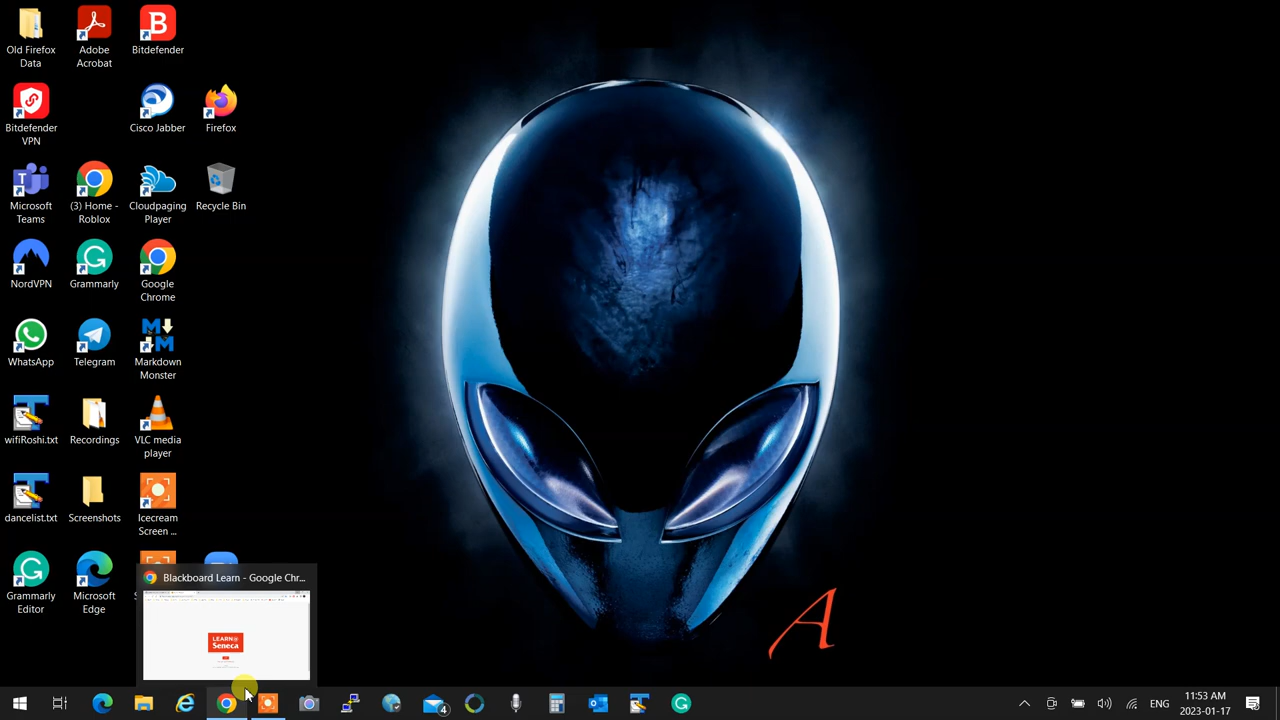 Old Firefox
Data
Adobe
Acrobat
Bitdefender
Bitdefender
VPN
Cisco Jabber
Firefox
Microsoft
Teams
(3) Home -
Roblox
Cloudpaging
Player
Recycle Bin
NordVPN
Grammarly
Google
Chrome
WhatsApp
Telegram
Markdown
Monster
wifiRoshi.txt
Recordings
VLC media
player
dancelist.txt
Screenshots
Icecream
Screen ...
Grammarly
Editor
Microsoft
Edge
Blackboard Learn - Google Chr...
LEARN@
Seneca
A
4
ENG
11:53 AM
2023-01-17